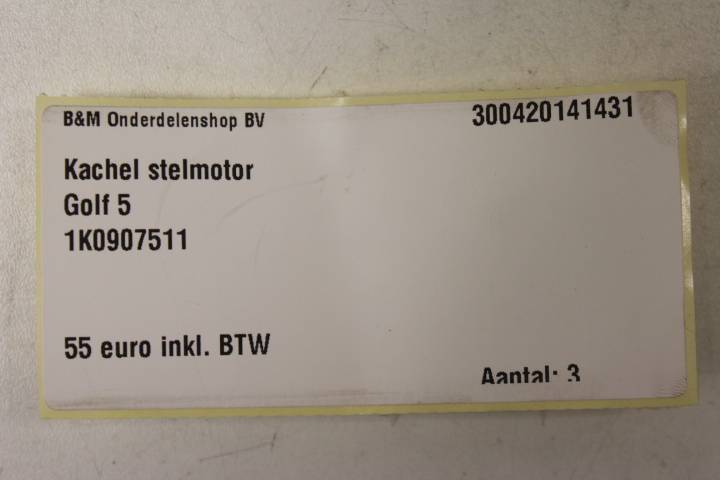 B&M Onderdelenshop BV
300420141431
Kachel stelmotor
Golf 5
1K0907511
55 euro inkl. BTW
Aantal: 3